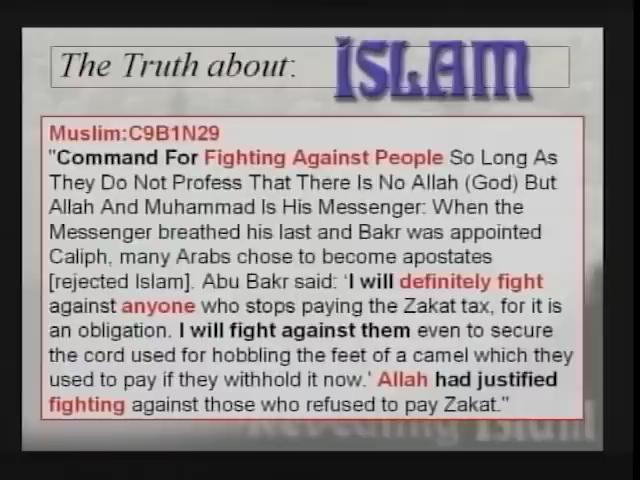 The Truth about:
ISLAM
Muslim:C9B1N29
"Command For Fighting Against People So Long As
They Do Not Profess That There Is No Allah (God) But
Allah And Muhammad Is His Messenger: When the
Messenger breathed his last and Bakr was appointed
Caliph, many Arabs chose to become apostates
[rejected Islam]. Abu Bakr said: 'I will definitely fight
against anyone who stops paying the Zakat tax, for it is
an obligation. I will fight against them even to secure
the cord used for hobbling the feet of a camel which they
used to pay if they withhold it now.' Allah had justified
fighting against those who refused to pay Zakat."
Revealing Islam